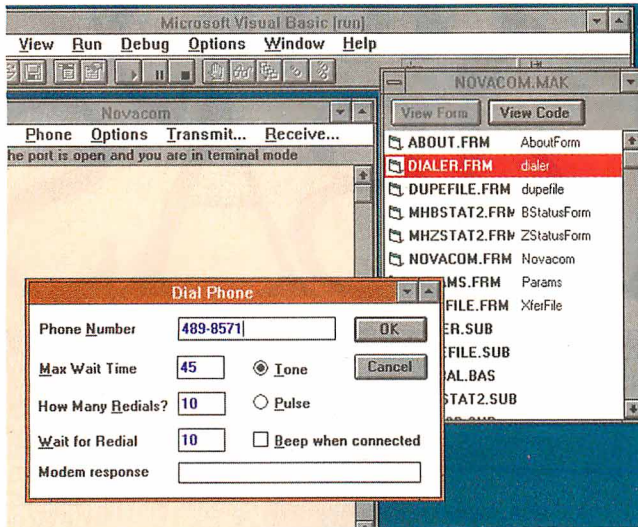 Microsoft Visual Basic [run]
View Run Debug Options Window Help
NOVACOM.MAK
View Form View Code
Novacom
Phone Options Transmit... Receive...
he port is open and you are in terminal mode
ABOUT.FRM AboutForm
DIALER.FRM dialer
DUPEFILE.FRM dupefile
MHBSTAT2.FRM BStatusForm
MHZSTAT2.FRM ZStatusForm
NOVACOM.FRM Novacom
AMS.FRM Params
FILE.FRM XferFile
ER.SUB
EFILE.SUB
BAL.BAS
STAT2.SUB
Dial Phone
Phone Number 489-8571 OK
Max Wait Time 45 Tone Cancel
How Many Redials? 10 Pulse
Wait for Redial 10 Beep when connected
Modem response